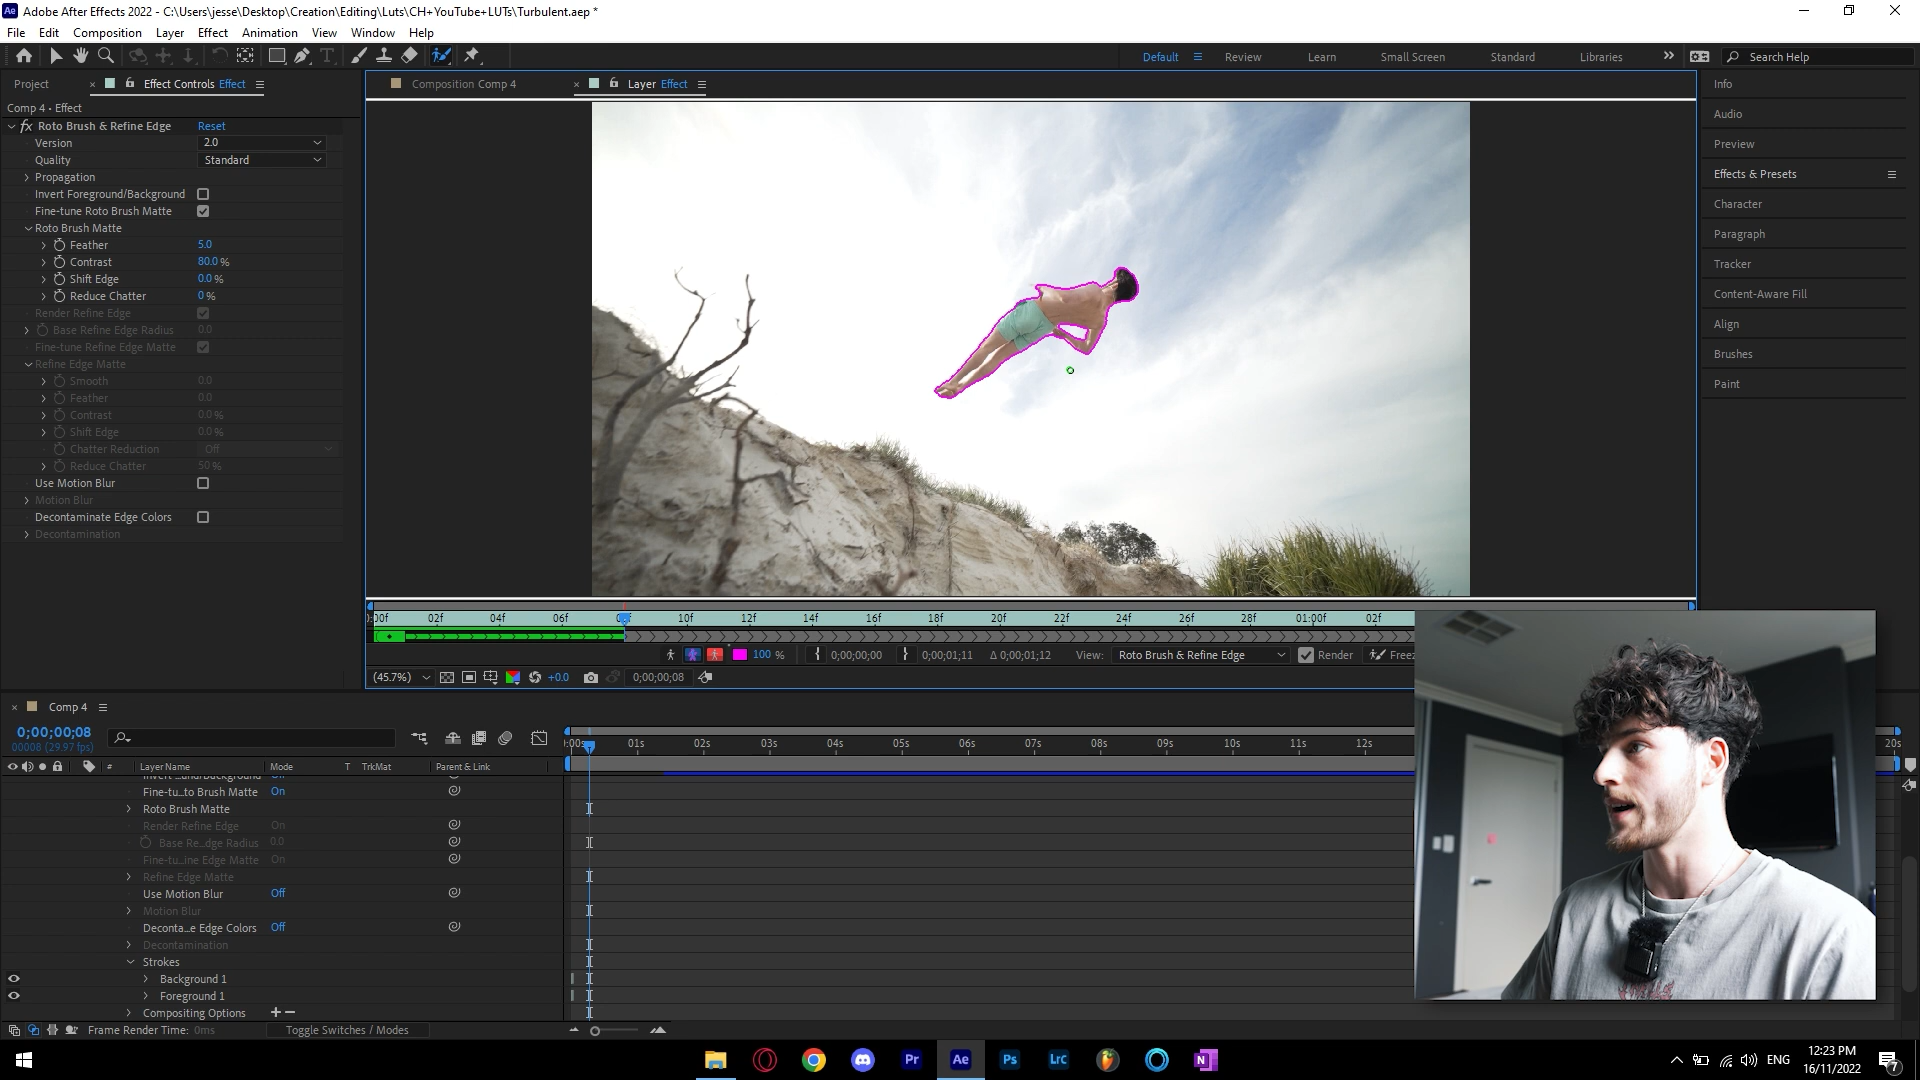 Adobe After Effects 2022 - C:\Users\jesse\Desktop\Creation\Editing\Luts\CH+YouTube+LUTs\Turbulent.aep *
File Edit Composition Layer Effect Animation View Window Help
Default Review Learn Small Screen Standard Libraries Search Help
Project Effect Controls Effect
Composition Comp 4 Layer Effect
Comp 4 • Effect
fx Roto Brush & Refine Edge Reset
Version 2.0
Quality Standard
Propagation
Invert Foreground/Background
Fine-tune Roto Brush Matte
Roto Brush Matte
Feather 5.0
Contrast 80.0 %
Shift Edge 0.0 %
Reduce Chatter 0 %
Render Refine Edge
Base Refine Edge Radius 0.0
Fine-tune Refine Edge Matte
Refine Edge Matte
Smooth 0.0
Feather 0.0
Contrast 0.0 %
Shift Edge 0.0 %
Chatter Reduction Off
Reduce Chatter 50 %
Use Motion Blur
Motion Blur
Decontaminate Edge Colors
Decontamination
Info
Audio
Preview
Effects & Presets
Character
Paragraph
Tracker
Content-Aware Fill
Align
Brushes
Paint
02f 04f 06f 10f 12f 14f 16f 18f 20f 22f 24f 26f 28f 01:00f 02f
100 % 0;00;00;00 0;00;01;11 Δ 0;00;01;12 View: Roto Brush & Refine Edge Render Freez
(45.7%) +0.0 0;00;00;08
Comp 4
0;00;00;08
00008 (29.97 fps)
:00s 01s 02s 03s 04s 05s 06s 07s 08s 09s 10s 11s 12s 20s
# Layer Name Mode T TrkMat Parent & Link
Fine-tu...to Brush Matte On
Roto Brush Matte
Render Refine Edge On
Base Re...dge Radius 0.0
Fine-tu...ine Edge Matte On
Refine Edge Matte
Use Motion Blur Off
Motion Blur
Deconta...e Edge Colors Off
Decontamination
Strokes
Background 1
Foreground 1
Compositing Options
Frame Render Time: 0ms Toggle Switches / Modes
Pr Ae Ps LrC N
ENG
12:23 PM
16/11/2022
7